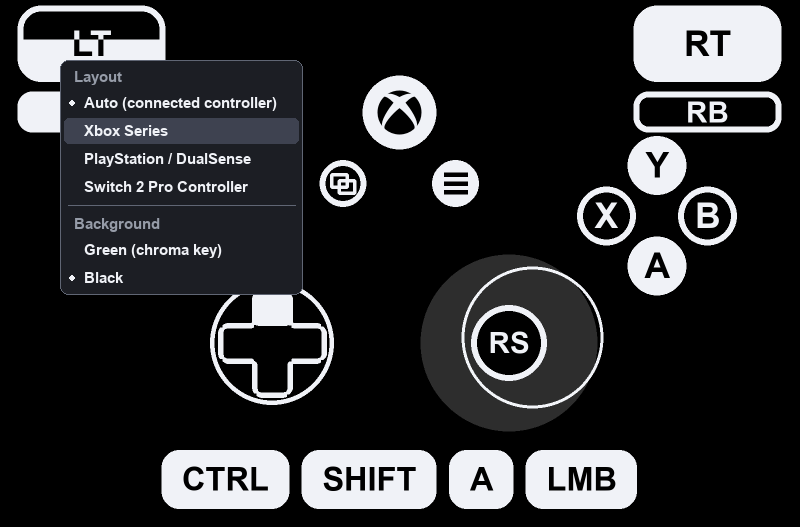 LT
RT
Layout
Auto (connected controller)
Xbox Series
PlayStation / DualSense
Switch 2 Pro Controller
Background
Green (chroma key)
Black
RB
Y
X
B
A
RS
CTRL
SHIFT
A
LMB